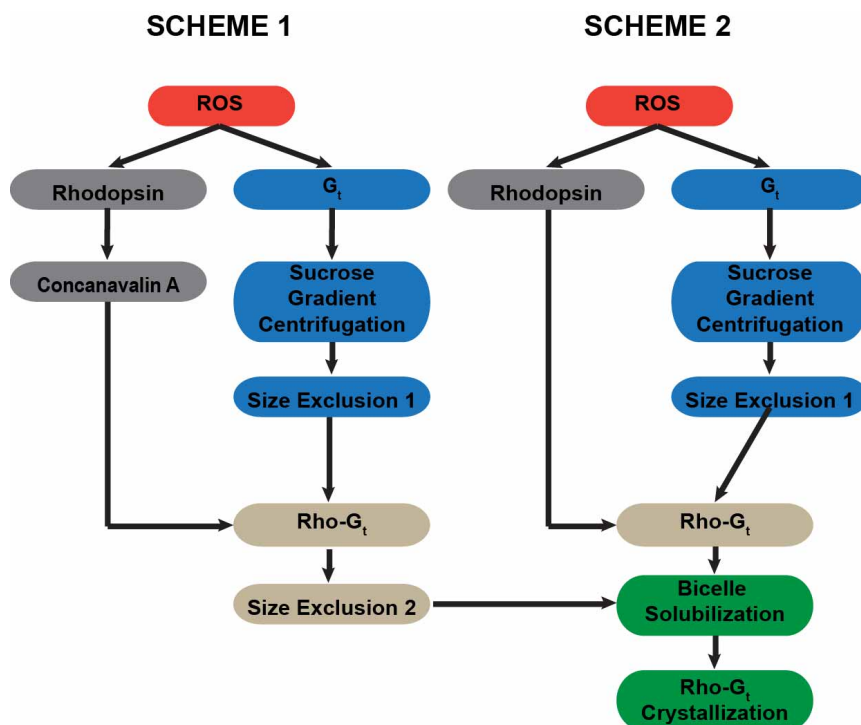 SCHEME 1
ROS
Rhodopsin
Gt
Concanavalin A
Sucrose
Gradient
Centrifugation
Size Exclusion 1
Rho-Gt
Size Exclusion 2
SCHEME 2
ROS
Rhodopsin
Gt
Sucrose
Gradient
Centrifugation
Size Exclusion 1
Rho-Gt
Bicelle
Solubilization
Rho-Gt
Crystallization